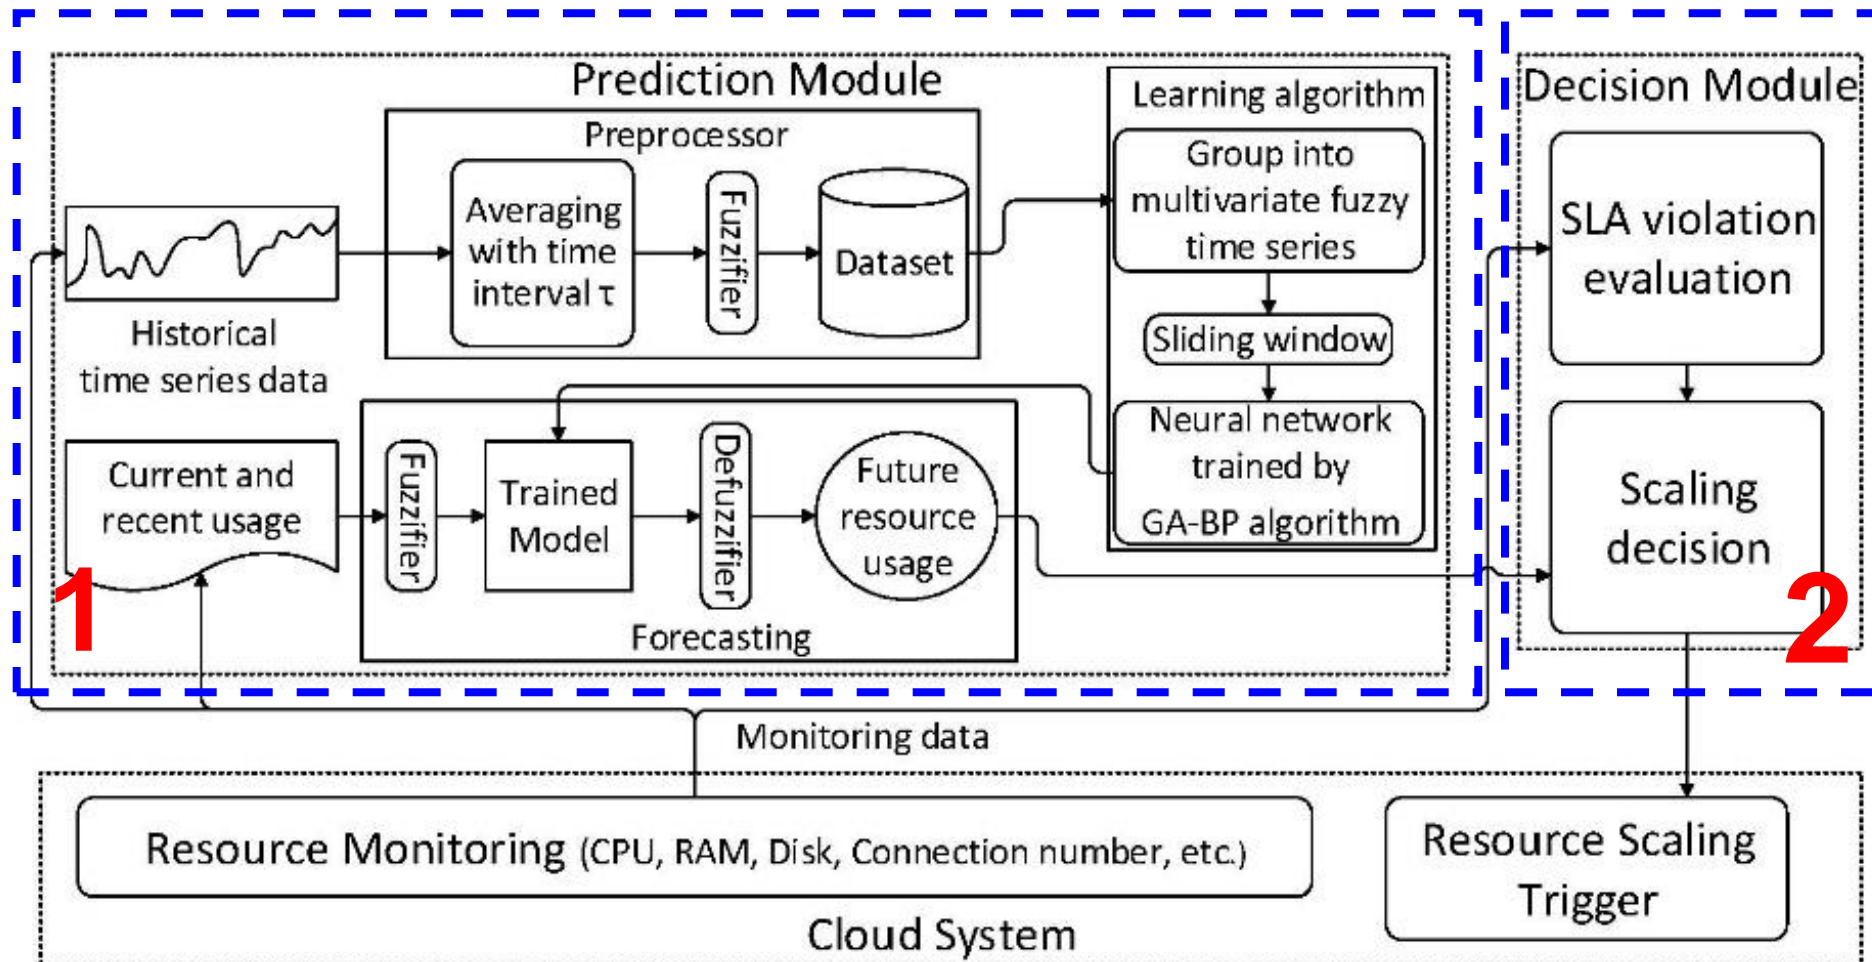 Prediction Module
Preprocessor
Averaging
with time
interval τ
Fuzzifier
Dataset
Learning algorithm
Group into
multivariate fuzzy
time series
Sliding window
Neural network
trained by
GA-BP algorithm
Historical
time series data
Current and
recent usage
1
Fuzzifier
Trained
Model
Defuzzifier
Future
resource
usage
Forecasting
Decision Module
SLA violation
evaluation
Scaling
decision
2
Monitoring data
Resource Monitoring (CPU, RAM, Disk, Connection number, etc.)
Resource Scaling
Trigger
Cloud System